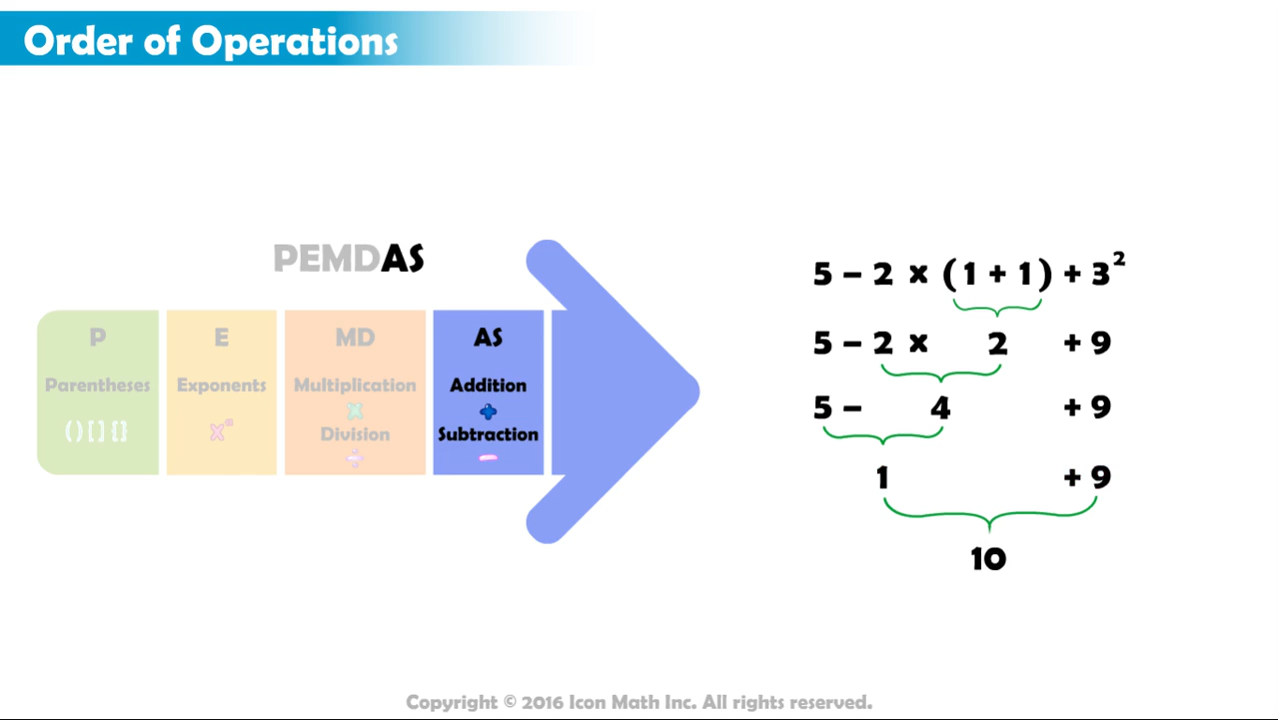 Order of Operations
PEMDAS
P
Parentheses
( ) [ ] { }
E
Exponents
xⁿ
MD
Multiplication
×
Division
÷
AS
Addition
+
Subtraction
−
5 − 2 × (1 + 1) + 3²
5 − 2 × 2 + 9
5 − 4 + 9
1 + 9
10
Copyright © 2016 Icon Math Inc. All rights reserved.